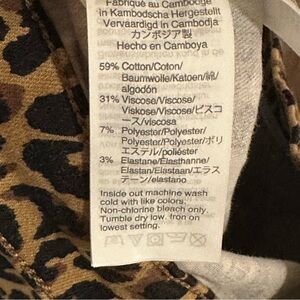 Fabriqué au Cambodge
in Kambodscha Hergestellt
Vervaardigd in Cambodja
カンボジア製
Hecho en Camboya
59% Cotton/Coton/
Baumwolle/Katoen/綿/
algodón
31% Viscose/Viscose/
Viskose/Viscose/ビスコ
ース/viscosa
7% Polyester/Polyester/
Polyester/Polyester/ポリ
エステル/poliéster
3% Elastane/Élasthanne/
Elastan/Elastaan/エラス
テーン/elastano
Inside out machine wash
cold with like colors.
Non-chlorine bleach only.
Tumble dry low. Iron on
lowest setting.